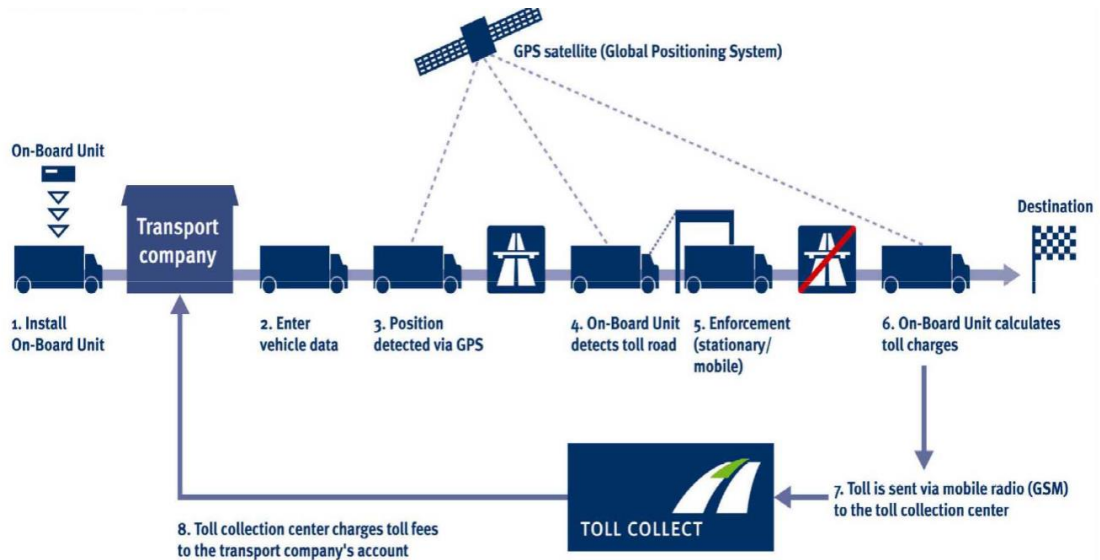 GPS satellite (Global Positioning System)
On-Board Unit
Transport
company
Destination
1. Install
On-Board Unit
2. Enter
vehicle data
3. Position
detected via GPS
4. On-Board Unit
detects toll road
5. Enforcement
(stationary/
mobile)
6. On-Board Unit calculates
toll charges
7. Toll is sent via mobile radio (GSM)
to the toll collection center
TOLL COLLECT
8. Toll collection center charges toll fees
to the transport company's account